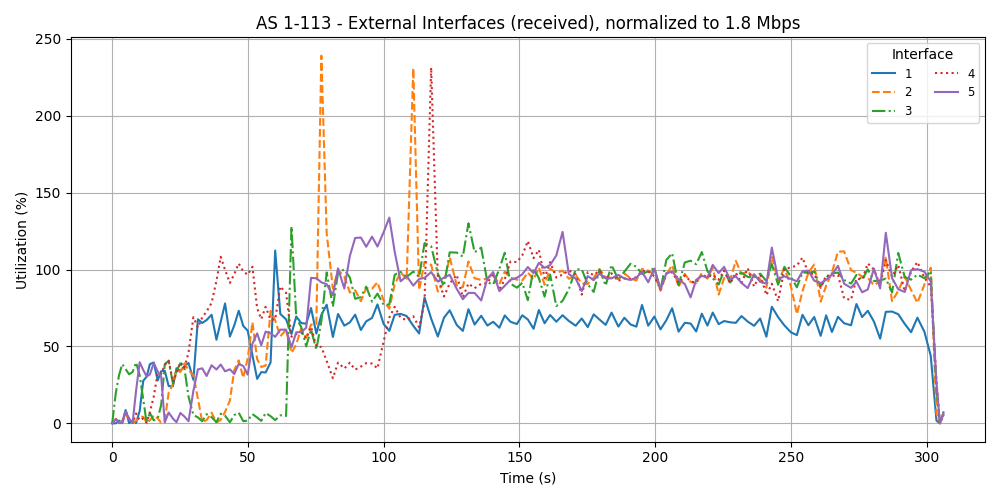 AS 1-113 - External Interfaces (received), normalized to 1.8 Mbps
Utilization (%)
250
200
150
100
50
0
0 50 100 150 200 250 300
Time (s)
Interface
1 4
2 5
3